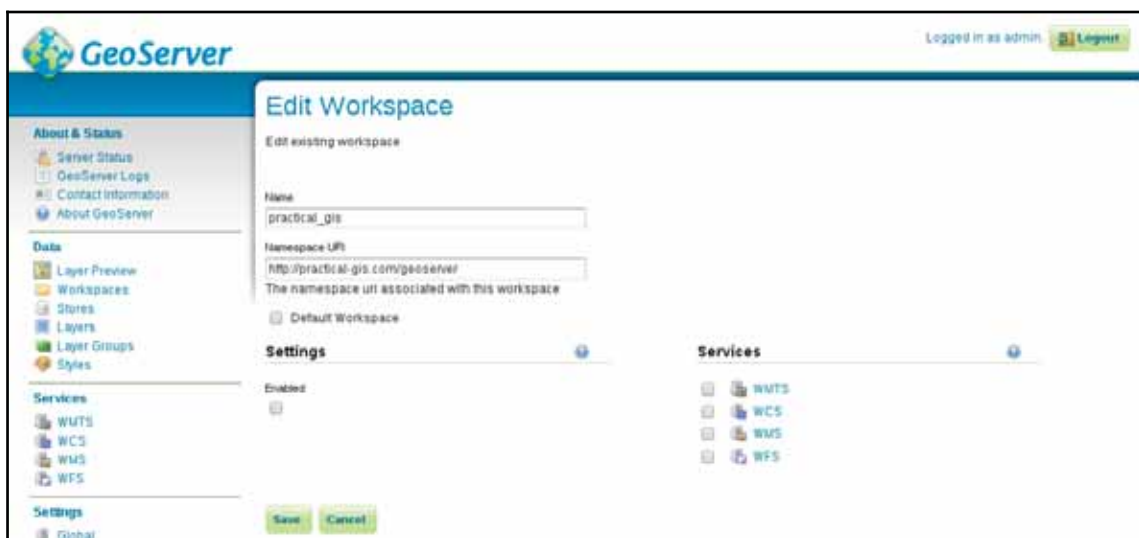 GeoServer
Logged in as admin.
Logout
Edit Workspace
Edit existing workspace
About & Status
Server Status
GeoServer Logs
Contact Information
About GeoServer
Data
Layer Preview
Workspaces
Stores
Layers
Layer Groups
Styles
Services
WMTS
WCS
WMS
WFS
Settings
Global
Name
practical_gis
Namespace URI
http://practical-gis.com/geoserver
The namespace uri associated with this workspace
Default Workspace
Settings
Enabled
Services
WMTS
WCS
WMS
WFS
Save
Cancel